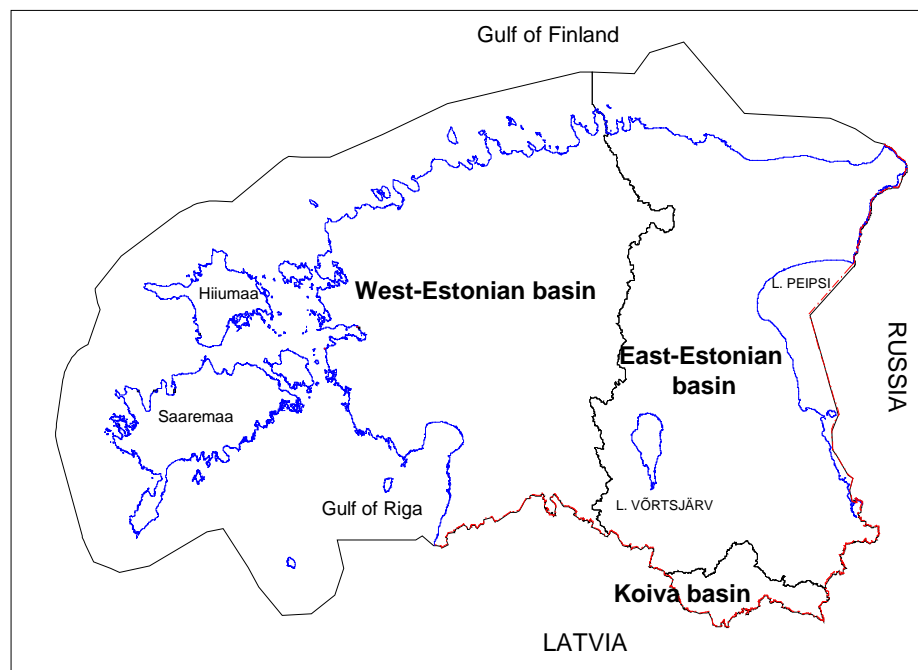 Gulf of Finland
L. PEIPSI
Hiiumaa
West-Estonian basin
RUSSIA
East-Estonian
basin
Saaremaa
L. VÕRTSJÄRV
Gulf of Riga
Koiva basin
LATVIA